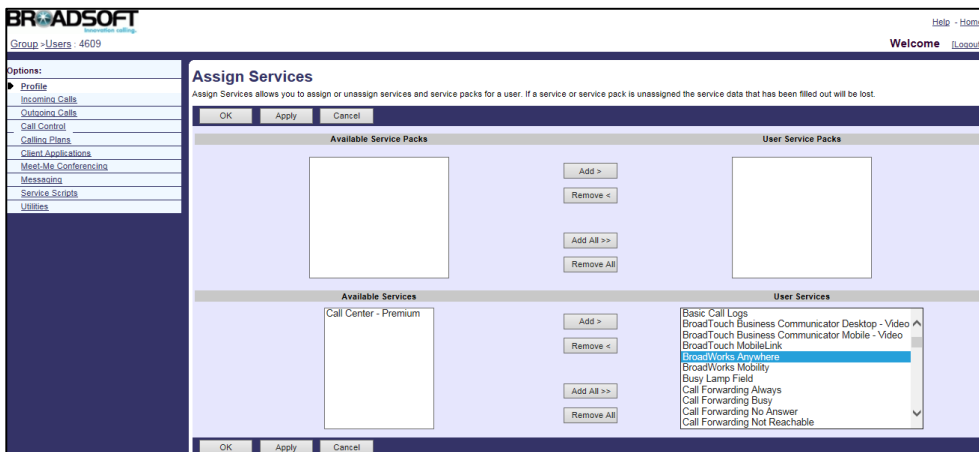 BROADSOFT
Innovation calling.
Help - Home
Group >Users : 4609
Welcome [Logout
Options:
Profile
Incoming Calls
Outgoing Calls
Call Control
Calling Plans
Client Applications
Meet-Me Conferencing
Messaging
Service Scripts
Utilities
Assign Services
Assign Services allows you to assign or unassign services and service packs for a user. If a service or service pack is unassigned the service data that has been filled out will be lost.
OK Apply Cancel
Available Service Packs
User Service Packs
Add >
Remove <
Add All >>
Remove All
Available Services
User Services
Call Center - Premium
Add >
Remove <
Add All >>
Remove All
Basic Call Logs
BroadTouch Business Communicator Desktop - Video
BroadTouch Business Communicator Mobile - Video
BroadTouch MobileLink
BroadWorks Anywhere
BroadWorks Mobility
Busy Lamp Field
Call Forwarding Always
Call Forwarding Busy
Call Forwarding No Answer
Call Forwarding Not Reachable
OK Apply Cancel